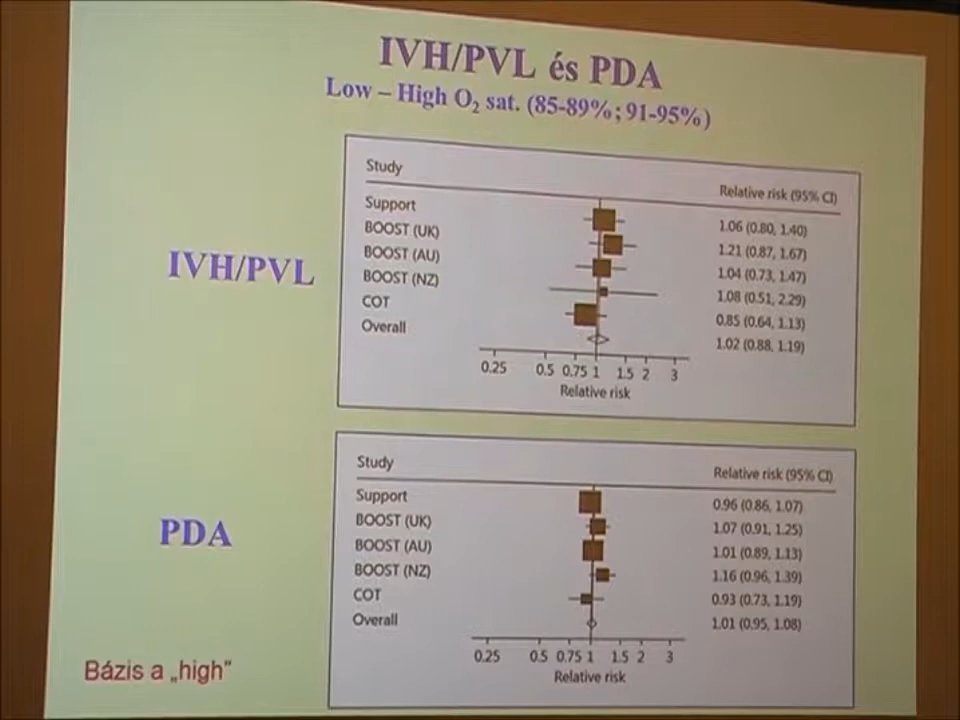 IVH/PVL és PDA
Low – High O₂ sat. (85-89%; 91-95%)
IVH/PVL
Study Relative risk (95% CI)
Support 1.06 (0.80, 1.40)
BOOST (UK) 1.21 (0.87, 1.67)
BOOST (AU) 1.04 (0.73, 1.47)
BOOST (NZ) 1.08 (0.51, 2.29)
COT 0.85 (0.64, 1.13)
Overall 1.02 (0.88, 1.19)
0.25 0.5 0.75 1 1.5 2 3
Relative risk
PDA
Study Relative risk (95% CI)
Support 0.96 (0.86, 1.07)
BOOST (UK) 1.07 (0.91, 1.25)
BOOST (AU) 1.01 (0.89, 1.13)
BOOST (NZ) 1.16 (0.96, 1.39)
COT 0.93 (0.73, 1.19)
Overall 1.01 (0.95, 1.08)
0.25 0.5 0.75 1 1.5 2 3
Relative risk
Bázis a „high”